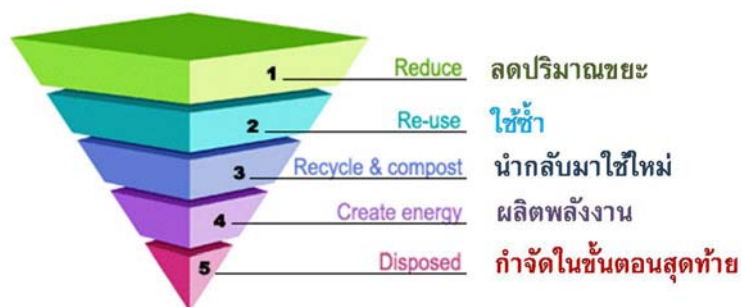 1 Reduce ลดปริมาณขยะ
2 Re-use ใช้ซ้ำ
3 Recycle & compost นำกลับมาใช้ใหม่
4 Create energy ผลิตพลังงาน
5 Disposed กำจัดในขั้นตอนสุดท้าย